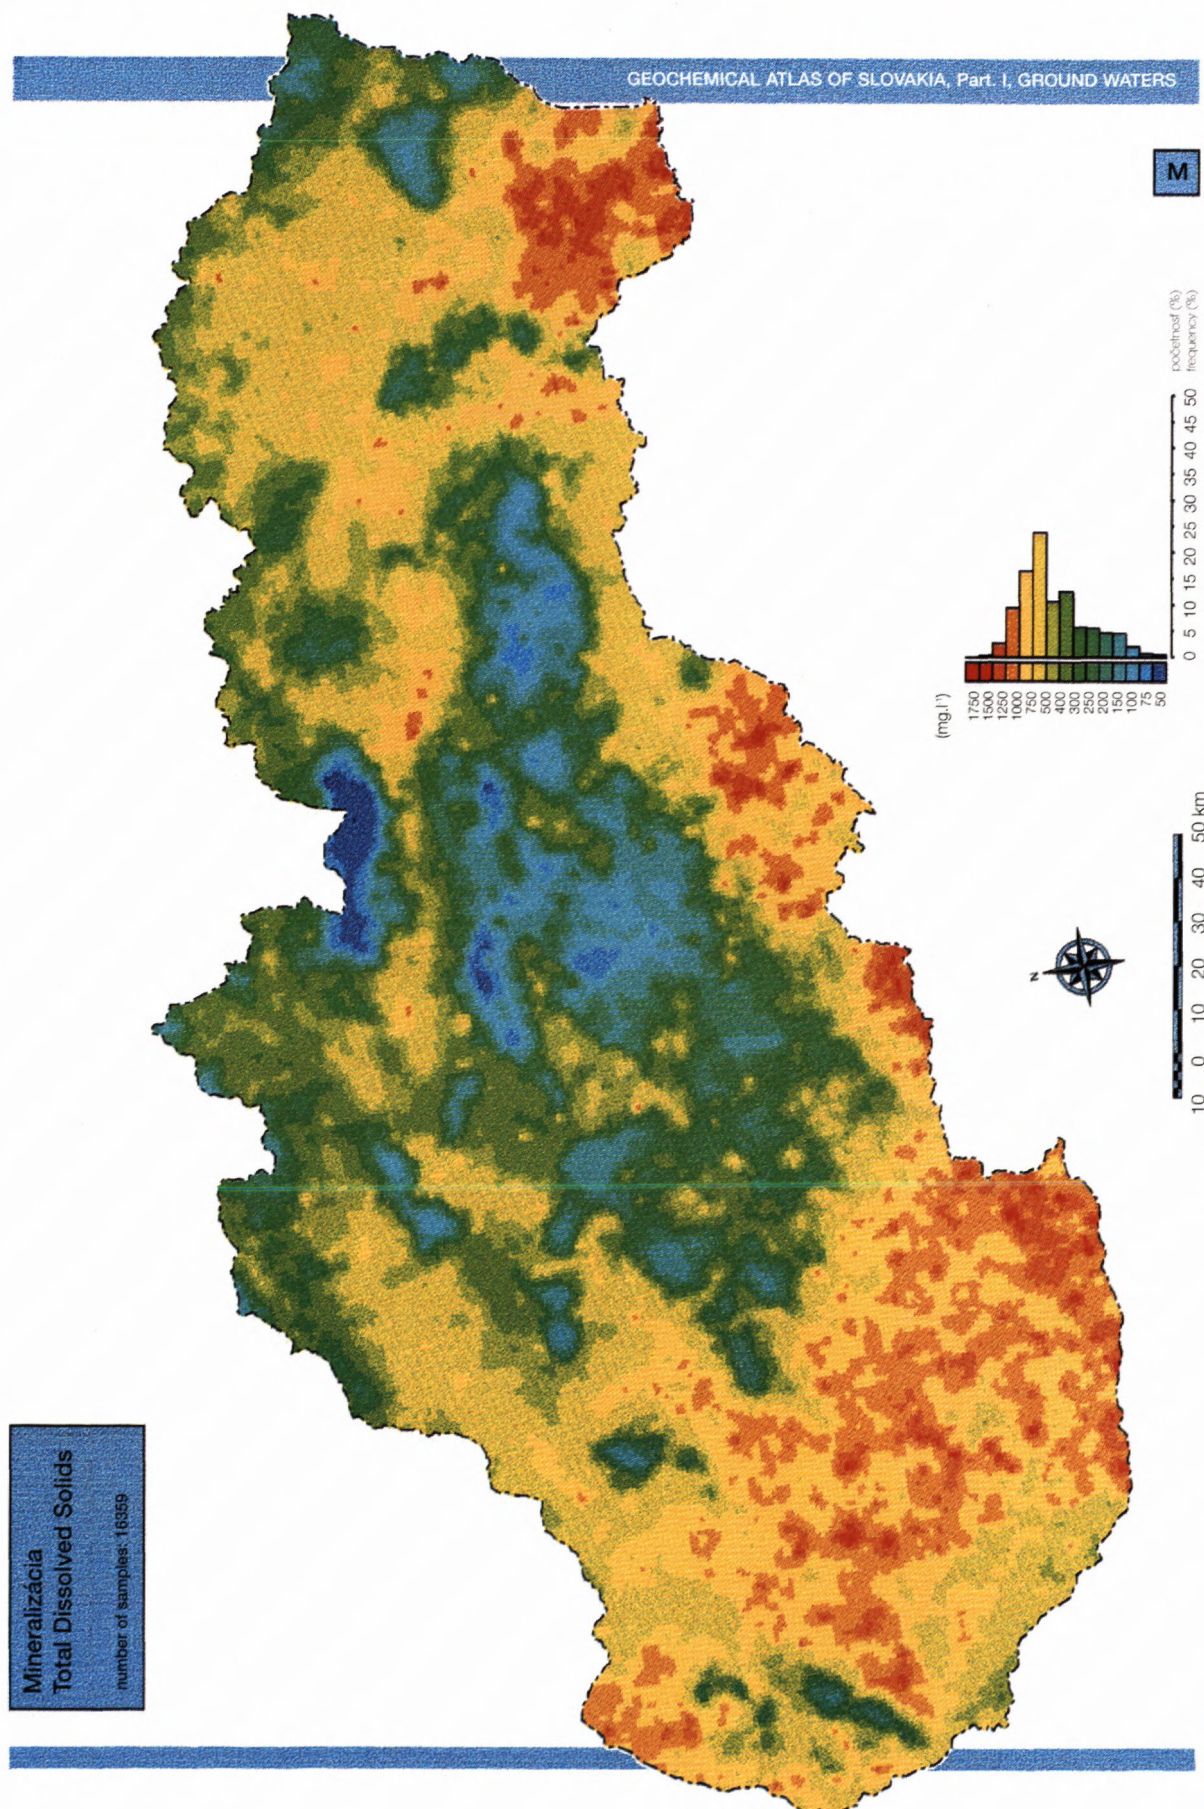 GEOCHEMICAL ATLAS OF SLOVAKIA, Part. I, GROUND WATERS
M
Mineralizácia
Total Dissolved Solids
number of samples: 16359
(mg.l⁻¹)
1750
1500
1250
1000
750
500
400
300
250
200
150
100
75
50
0 5 10 15 20 25 30 35 40 45 50
početnosť (%)
frequency (%)
N
10 0 10 20 30 40 50 km